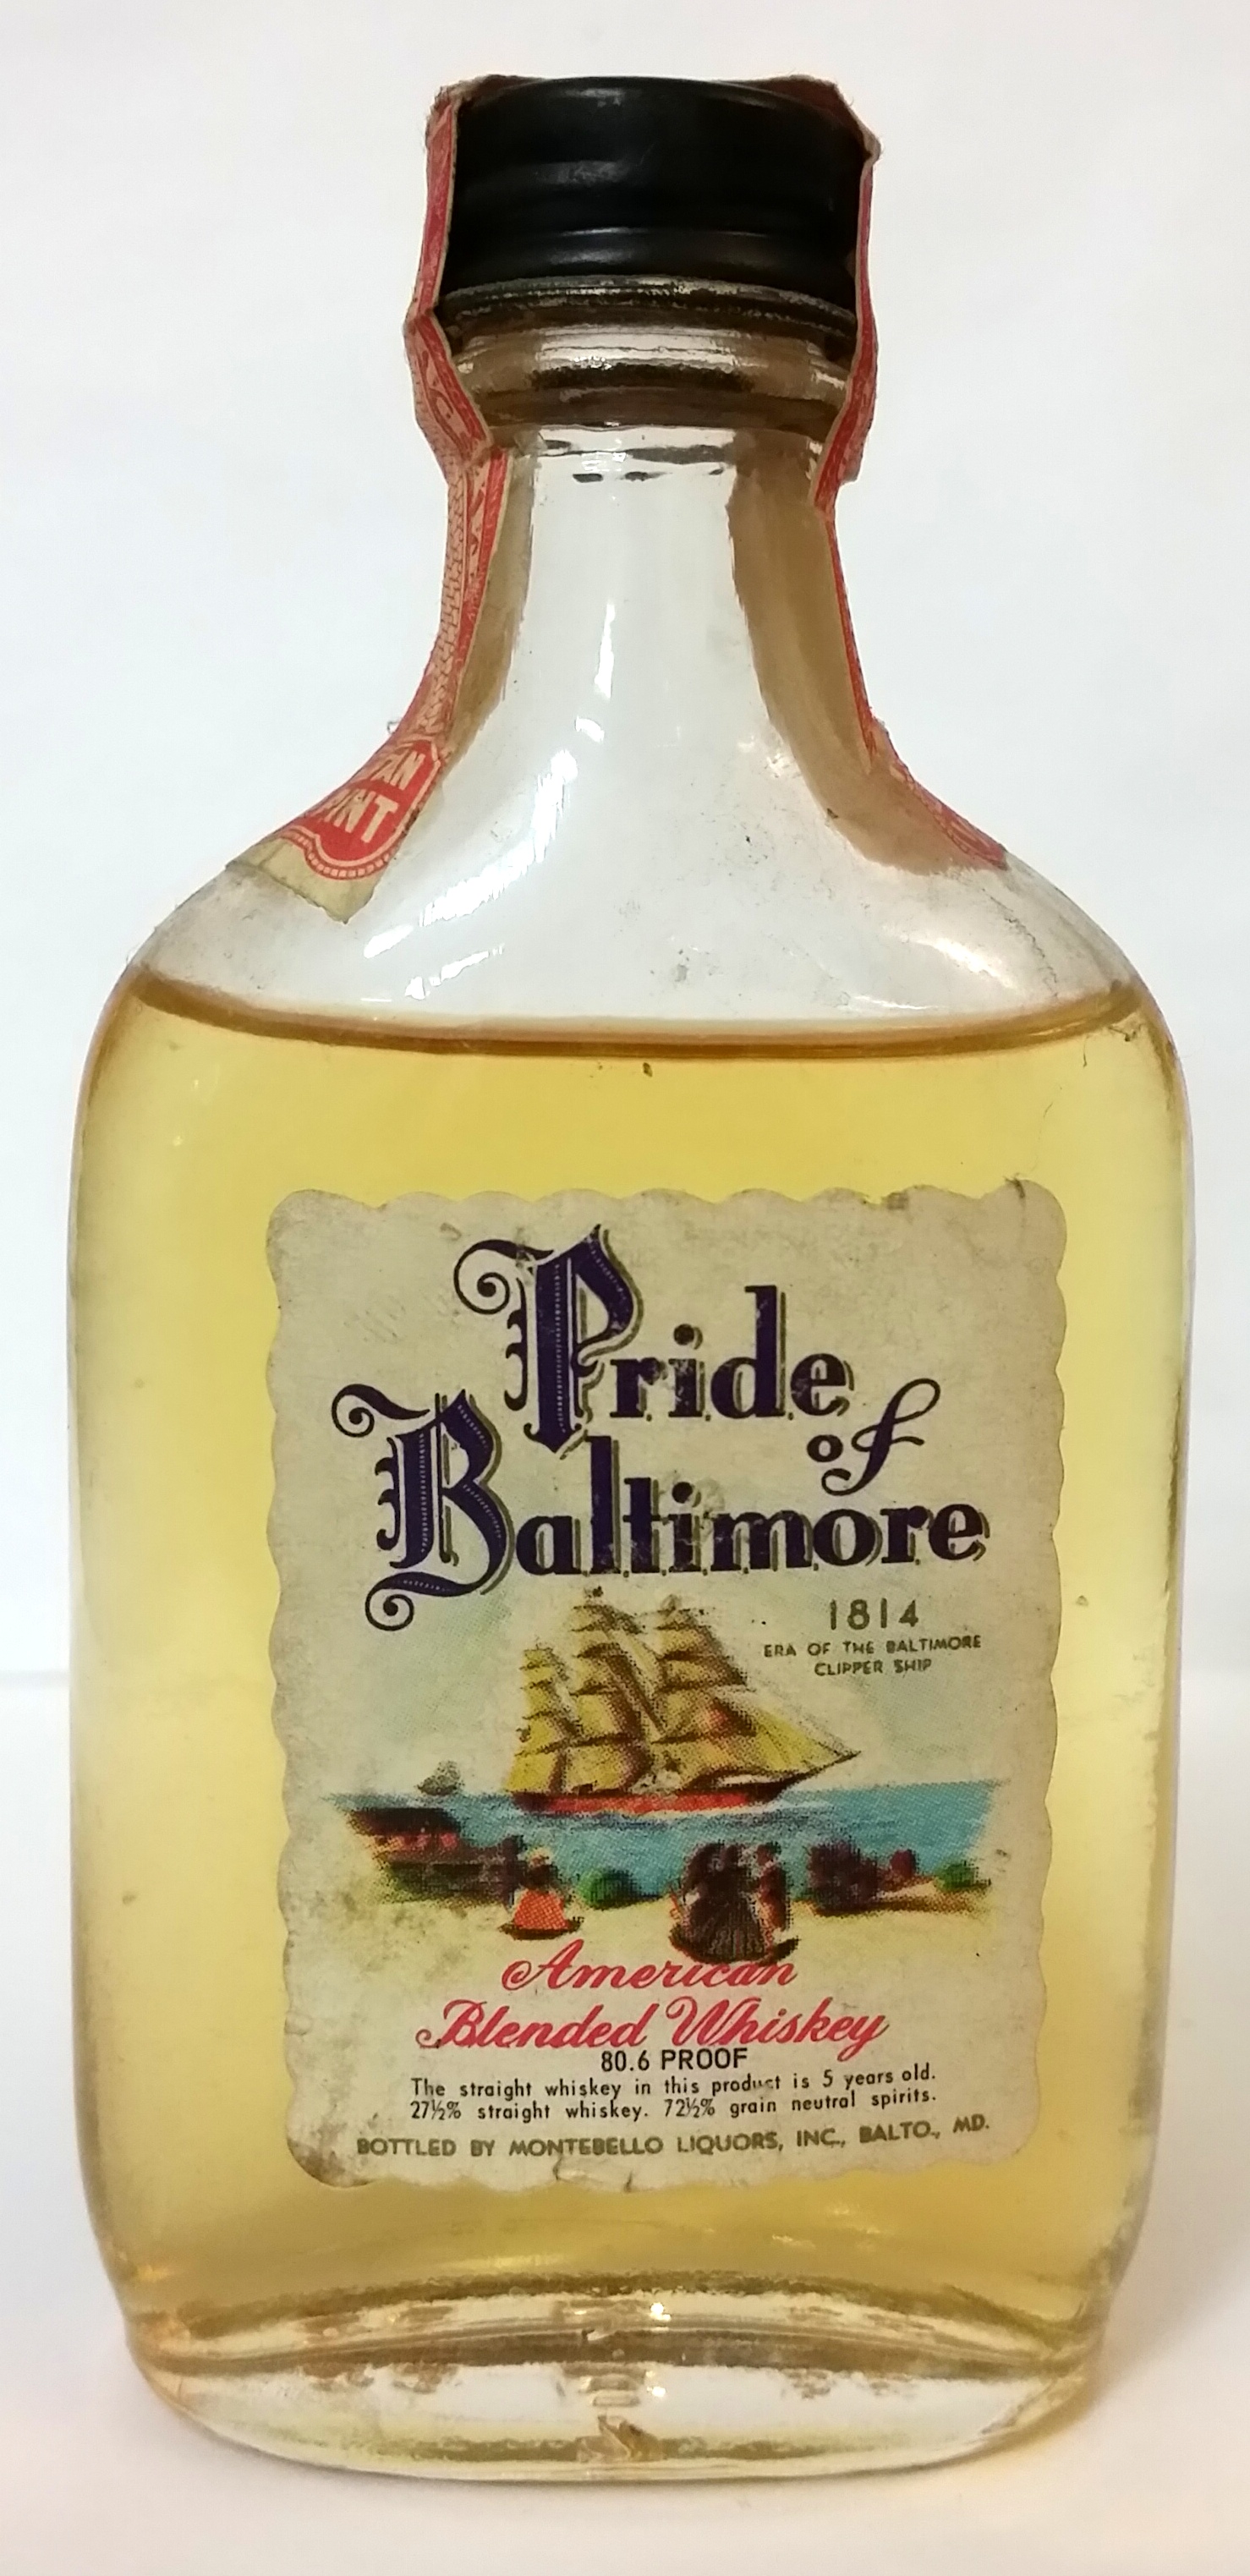 PINT
Pride
of
Baltimore
1814
ERA OF THE BALTIMORE
CLIPPER SHIP
American
Blended Whiskey
80.6 PROOF
The straight whiskey in this product is 5 years old.
27½% straight whiskey. 72½% grain neutral spirits.
BOTTLED BY MONTEBELLO LIQUORS, INC., BALTO., MD.